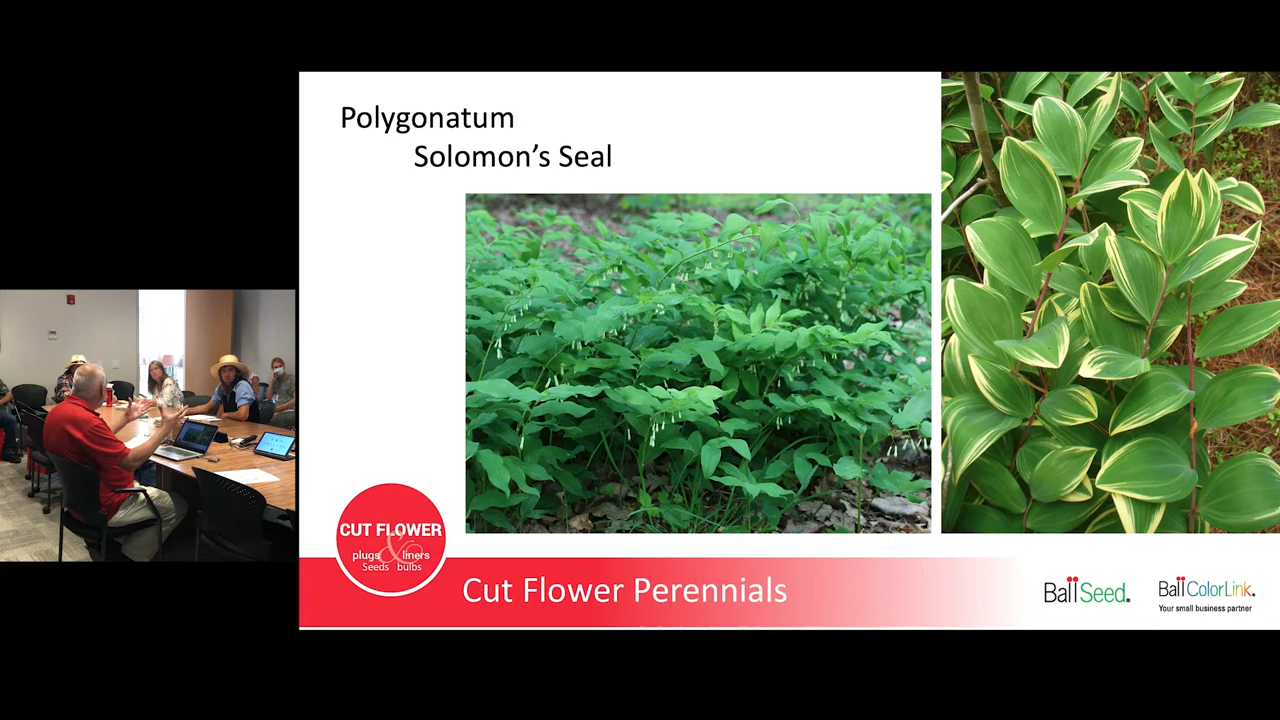 Polygonatum
Solomon's Seal
CUT FLOWER
plugs & liners
Seeds bulbs
Cut Flower Perennials
Ball Seed.
Ball ColorLink.
Your small business partner